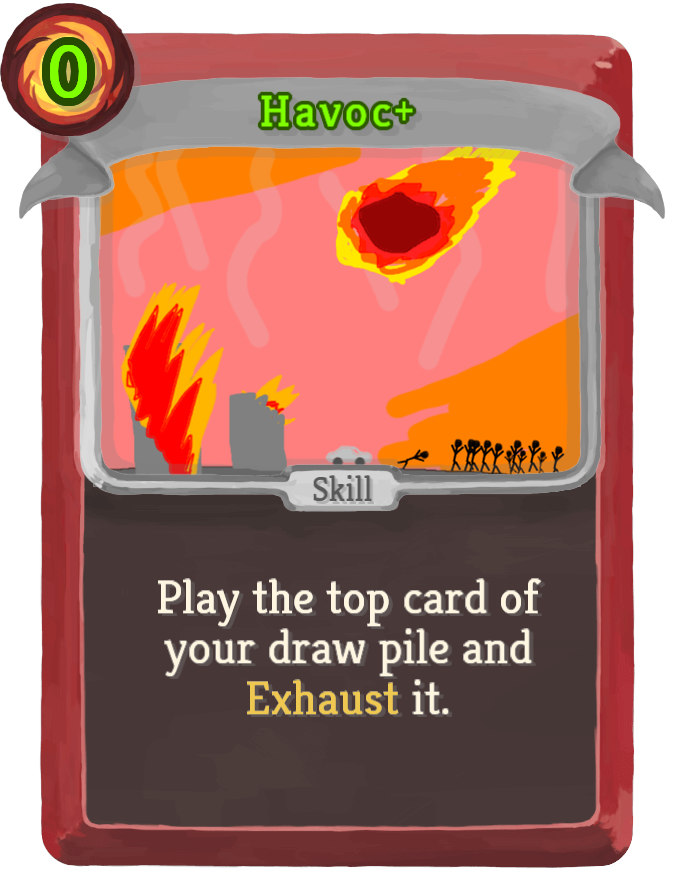 0
Havoc+
Skill
Play the top card of
your draw pile and
Exhaust it.